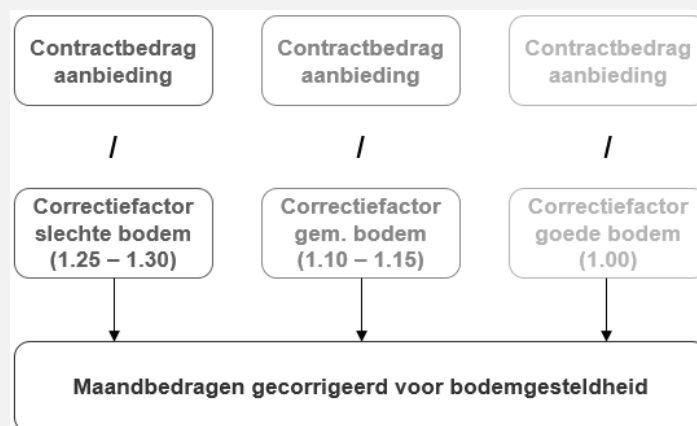 Contractbedrag
aanbieding
Contractbedrag
aanbieding
Contractbedrag
aanbieding
/
/
/
Correctiefactor
slechte bodem
(1.25 – 1.30)
Correctiefactor
gem. bodem
(1.10 – 1.15)
Correctiefactor
goede bodem
(1.00)
Maandbedragen gecorrigeerd voor bodemgesteldheid